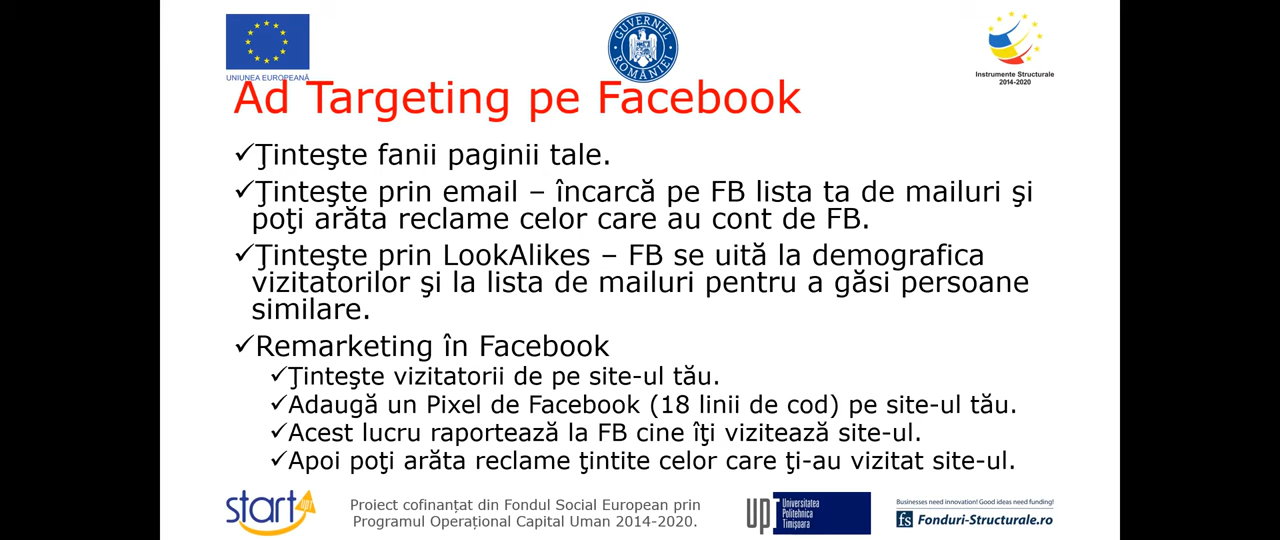 UNIUNEA EUROPEANĂ
GUVERNUL ROMÂNIEI
Instrumente Structurale
2014-2020
Ad Targeting pe Facebook
✓Ţinteşte fanii paginii tale.
✓Ţinteşte prin email – încarcă pe FB lista ta de mailuri şi
poţi arăta reclame celor care au cont de FB.
✓Ţinteşte prin LookAlikes – FB se uită la demografica
vizitatorilor şi la lista de mailuri pentru a găsi persoane
similare.
✓Remarketing în Facebook
✓Ţinteşte vizitatorii de pe site-ul tău.
✓Adaugă un Pixel de Facebook (18 linii de cod) pe site-ul tău.
✓Acest lucru raportează la FB cine îţi vizitează site-ul.
✓Apoi poţi arăta reclame ţintite celor care ţi-au vizitat site-ul.
start UPT
Proiect cofinanțat din Fondul Social European prin
Programul Operațional Capital Uman 2014-2020.
UPT
Universitatea
Politehnica
Timișoara
Businesses need innovation! Good ideas need funding!
fs Fonduri-Structurale.ro